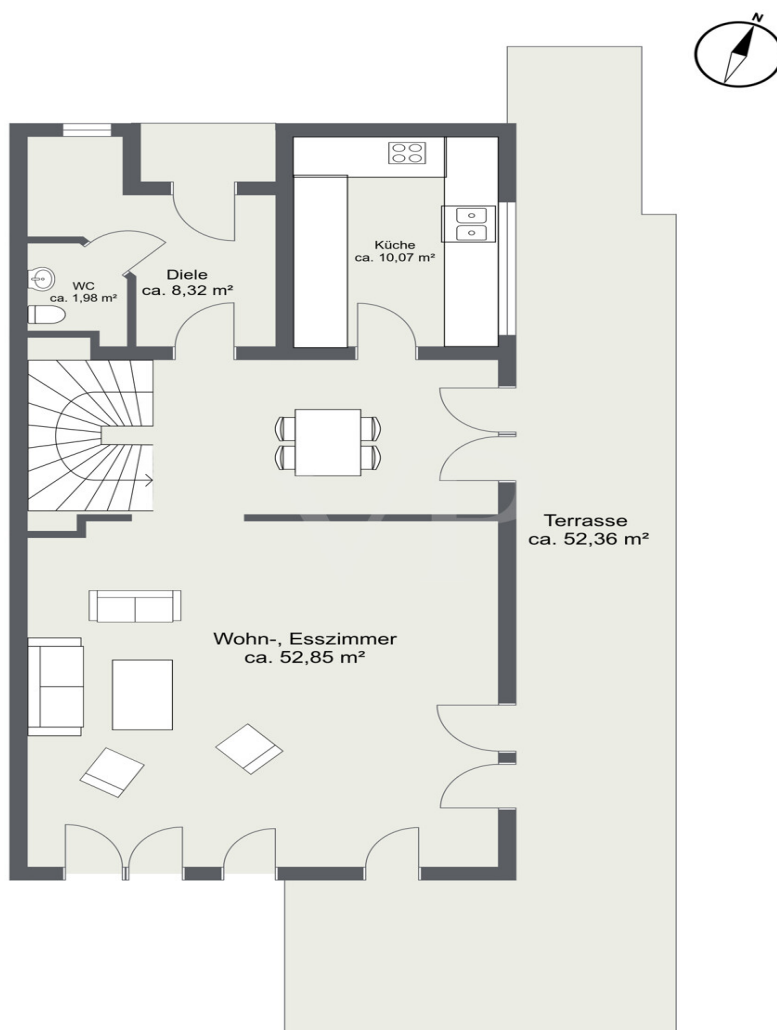 N
Küche
ca. 10,07 m²
Diele
ca. 8,32 m²
WC
ca. 1,98 m²
Terrasse
ca. 52,36 m²
Wohn-, Esszimmer
ca. 52,85 m²